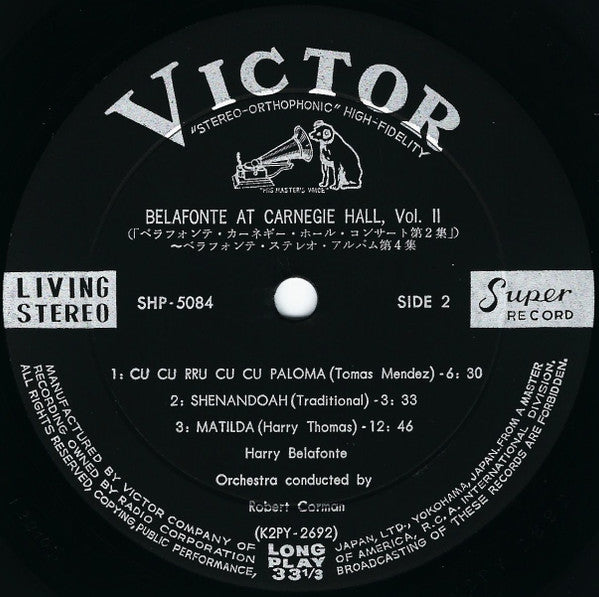 VICTOR
"STEREO-ORTHOPHONIC" HIGH-FIDELITY
"HIS MASTER'S VOICE"
BELAFONTE AT CARNEGIE HALL, Vol. II
(「ベラフォンテ・カーネギー・ホール・コンサート第2集」)
~ベラフォンテ・ステレオ・アルバム第4集
LIVING
STEREO
SHP-5084
SIDE 2
Super
RECORD
1: CU CU RRU CU CU PALOMA (Tomas Mendez) -6: 30
2: SHENANDOAH (Traditional) -3: 33
3: MATILDA (Harry Thomas) -12: 46
Harry Belafonte
Orchestra conducted by
Robert Corman
(K2PY-2692)
LONG
PLAY
33 1/3
MANUFACTURED BY VICTOR COMPANY OF JAPAN, LTD., YOKOHAMA, JAPAN. FROM A MASTER
RECORDING OWNED BY RADIO CORPORATION OF AMERICA, R.C.A. INTERNATIONAL DIVISION.
ALL RIGHTS RESERVED, COPYING, PUBLIC PERFORMANCE, BROADCASTING OF THESE RECORDS ARE FORBIDDEN.